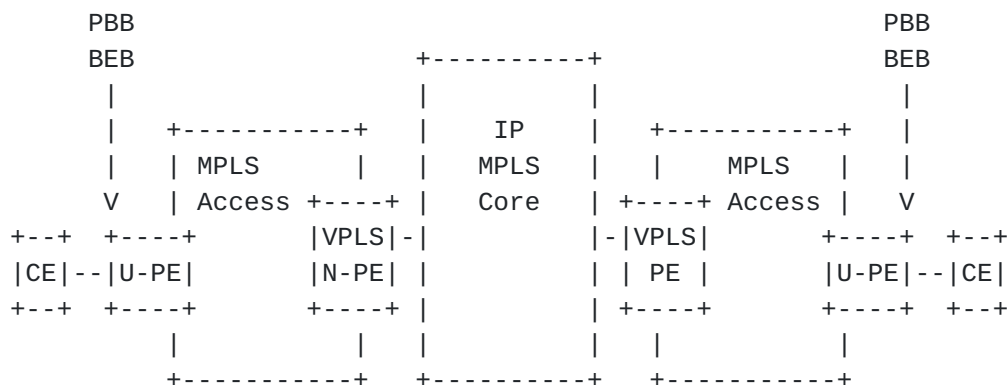 PBB PBB
BEB BEB
IP
MPLS MPLS MPLS
Access Core Access
VPLS VPLS
CE U-PE N-PE PE U-PE CE